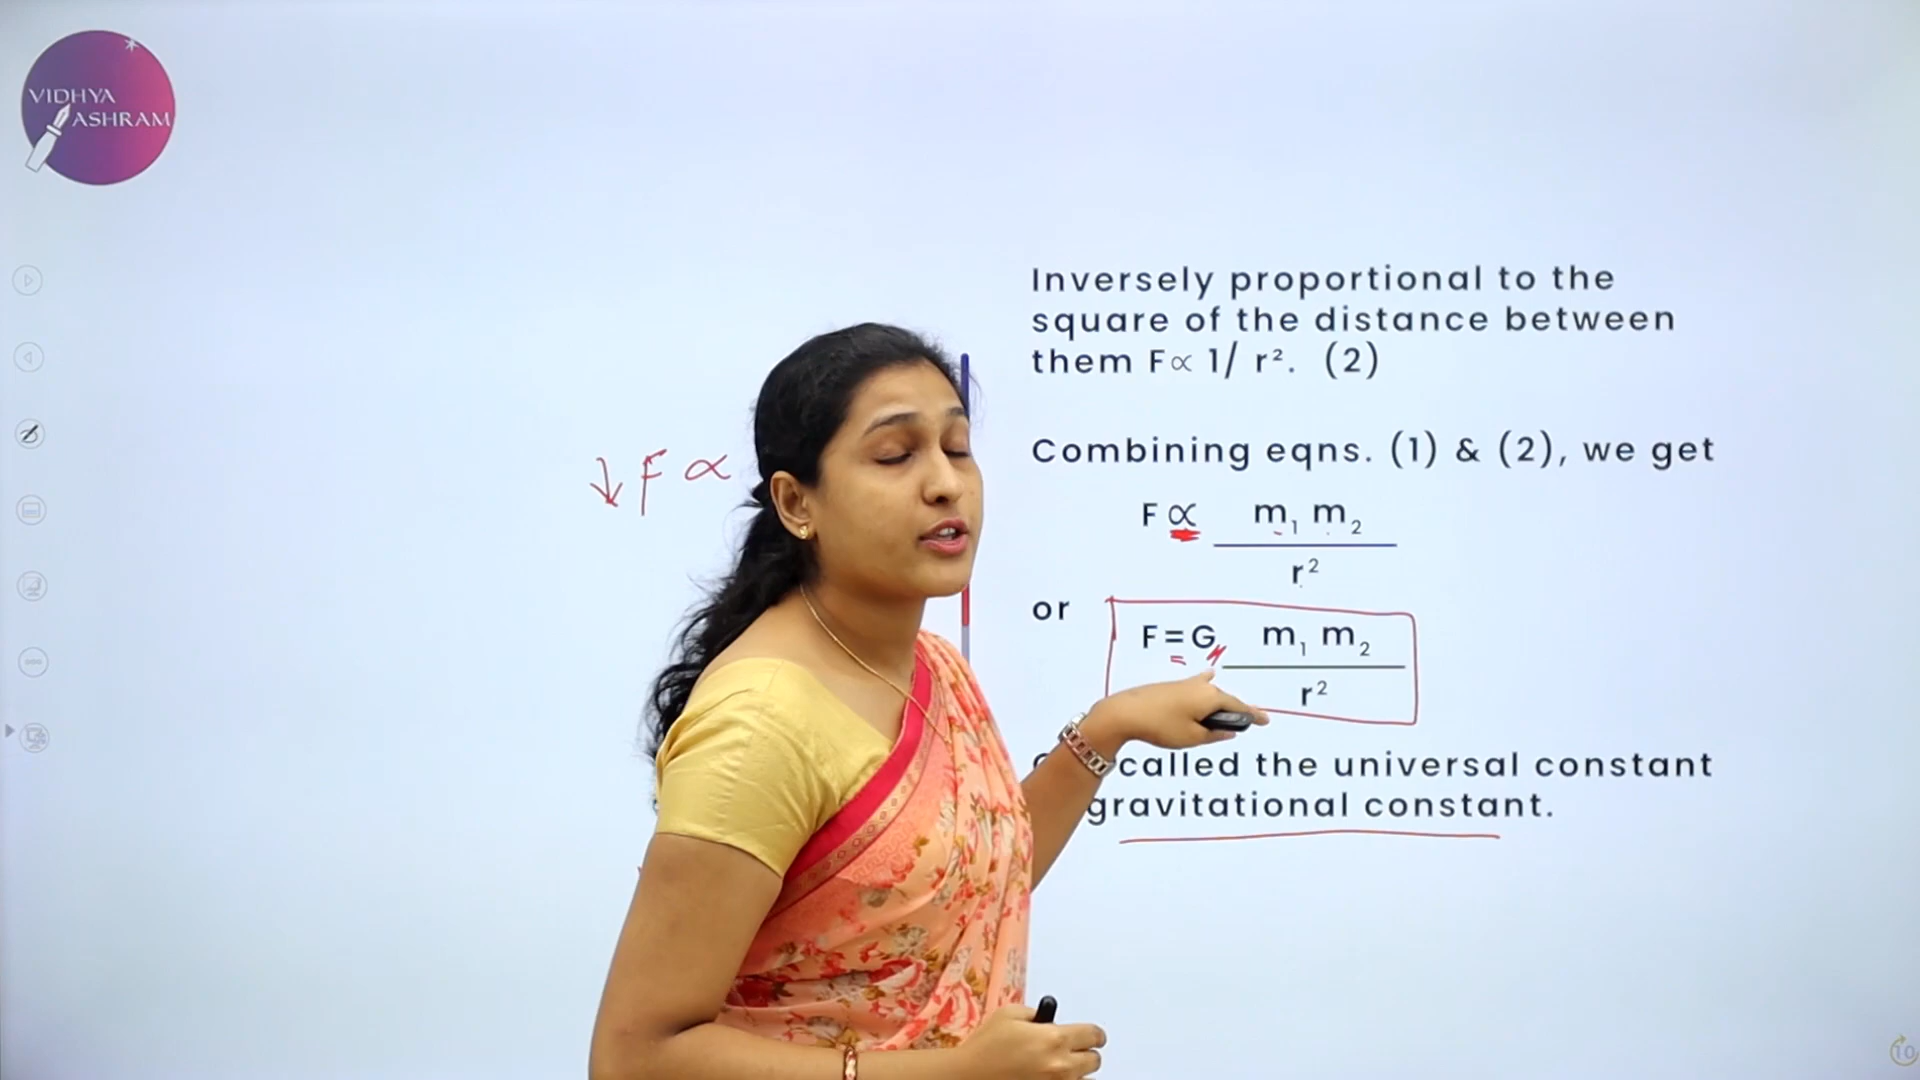 VIDHYA
ASHRAM
Inversely proportional to the
square of the distance between
them F∝ 1/ r². (2)
Combining eqns. (1) & (2), we get
F ∝ m₁ m₂
r²
or
F = G m₁ m₂
r²
called the universal constant
gravitational constant.
↓ F ∝
10